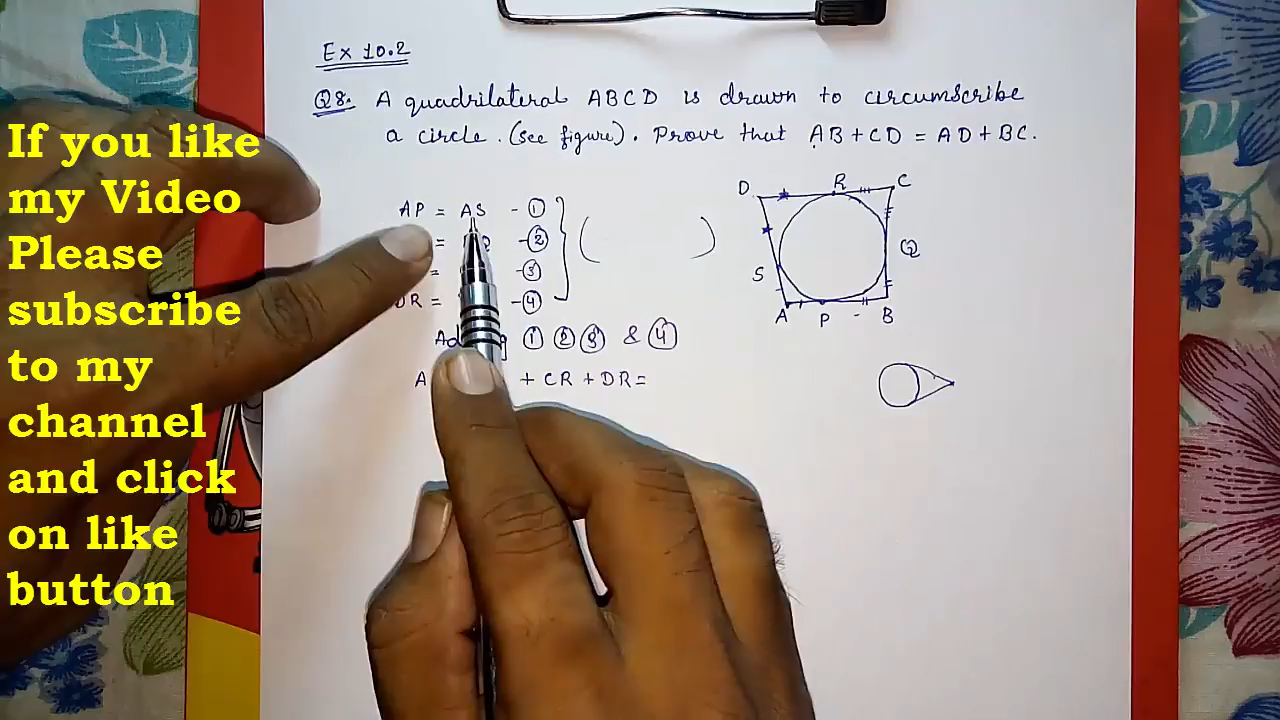 Ex 10.2
Q8. A quadrilateral ABCD is drawn to circumscribe
a circle. (see figure). Prove that AB + CD = AD + BC.
AP = AS - ①
= - ②
= - ③
DR = - ④
① ② ③ & ④
A + CR + DR =
D R C
S Q
A P B
If you like
my Video
Please
subscribe
to my
channel
and click
on like
button